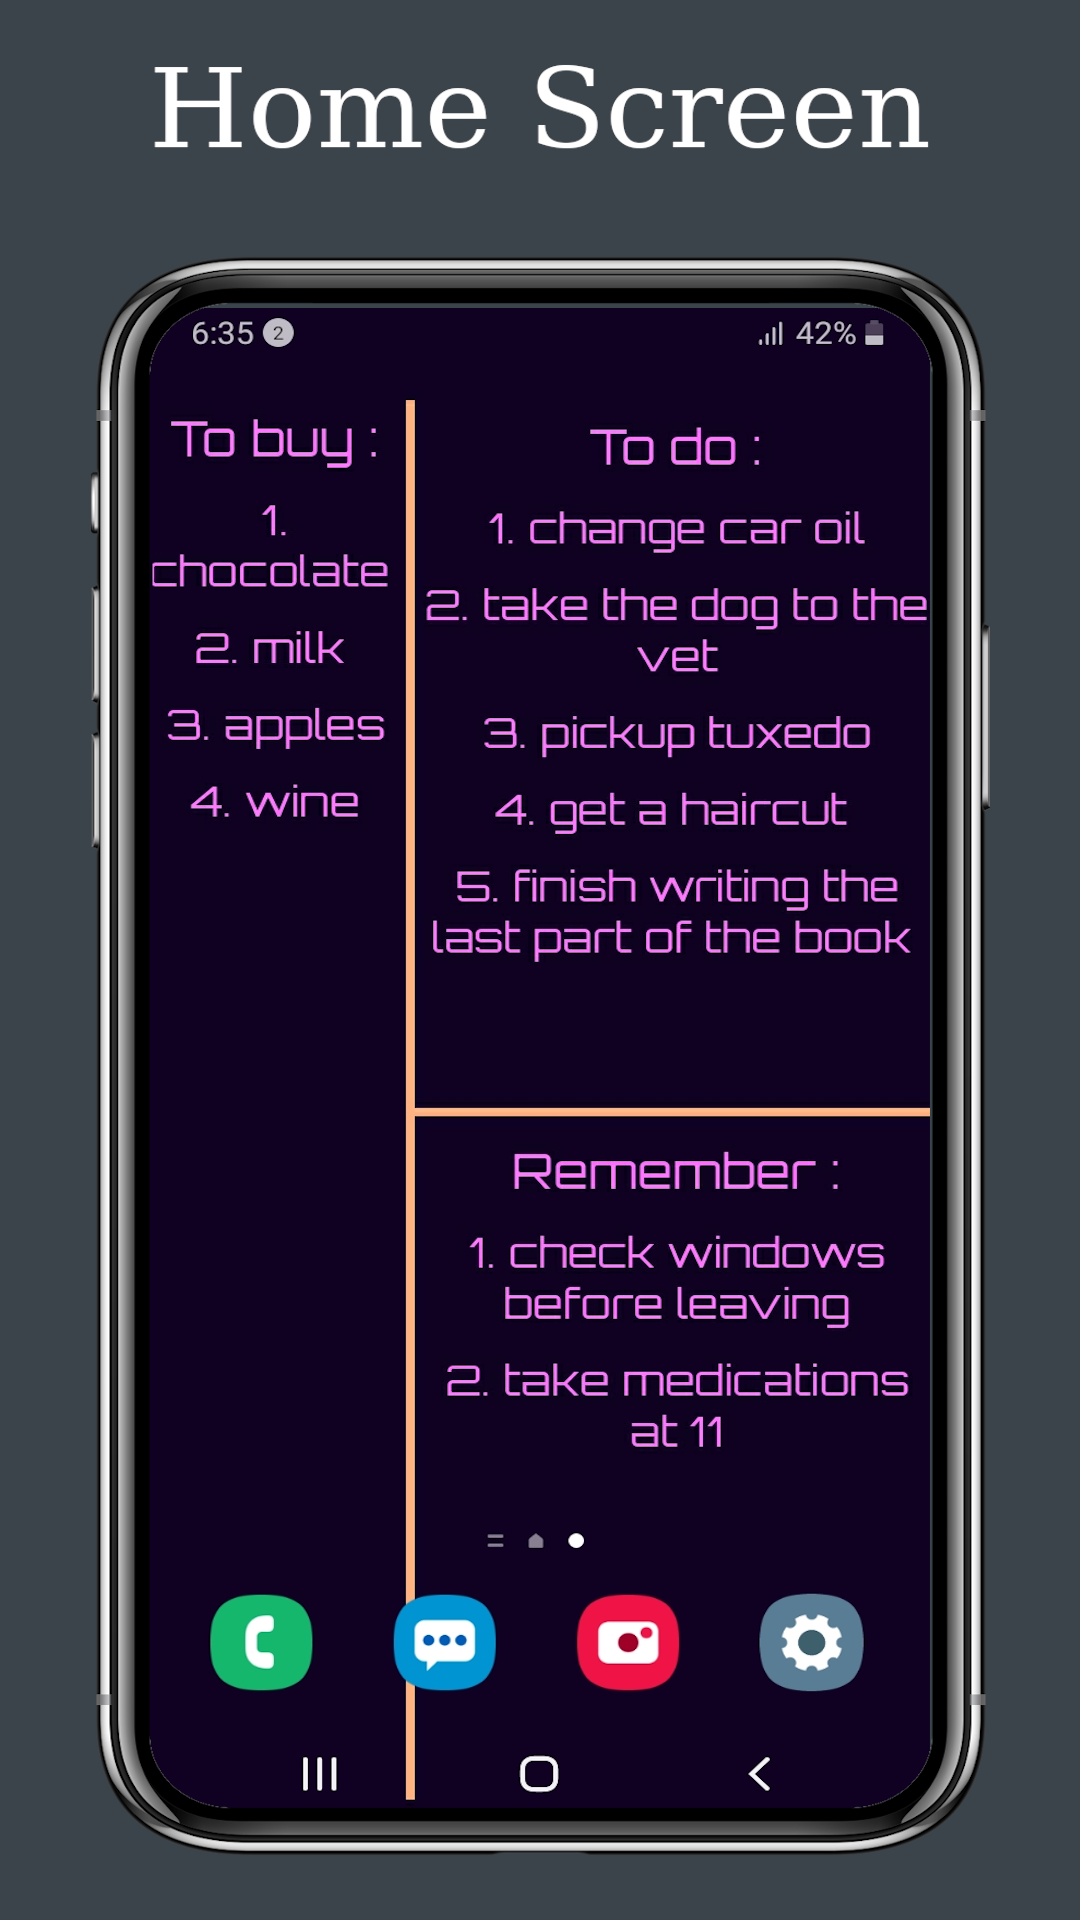 Home Screen
6:35 2
42%
To buy :
1.
chocolate
2. milk
3. apples
4. wine
To do :
1. change car oil
2. take the dog to the
vet
3. pickup tuxedo
4. get a haircut
5. finish writing the
last part of the book
Remember :
1. check windows
before leaving
2. take medications
at 11